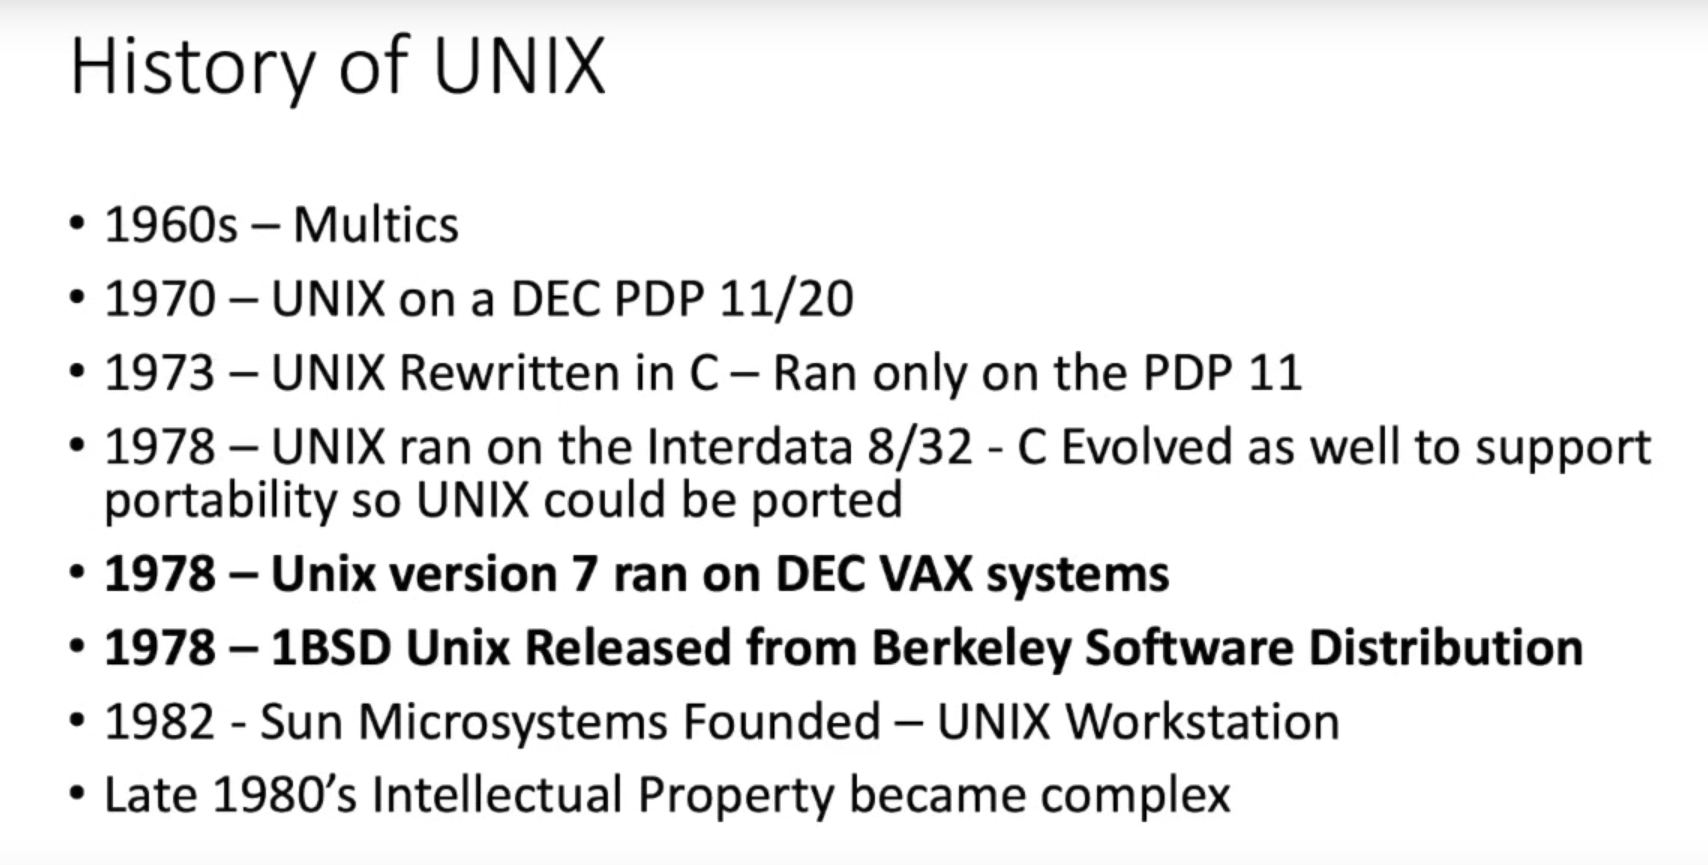 History of UNIX
• 1960s – Multics
• 1970 – UNIX on a DEC PDP 11/20
• 1973 – UNIX Rewritten in C – Ran only on the PDP 11
• 1978 – UNIX ran on the Interdata 8/32 - C Evolved as well to support
portability so UNIX could be ported
• 1978 – Unix version 7 ran on DEC VAX systems
• 1978 – 1BSD Unix Released from Berkeley Software Distribution
• 1982 - Sun Microsystems Founded – UNIX Workstation
• Late 1980’s Intellectual Property became complex